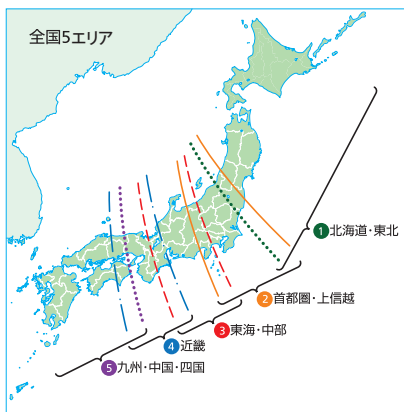 全国5エリア
1北海道・東北
2首都圏・上信越
3東海・中部
4近畿
5九州・中国・四国